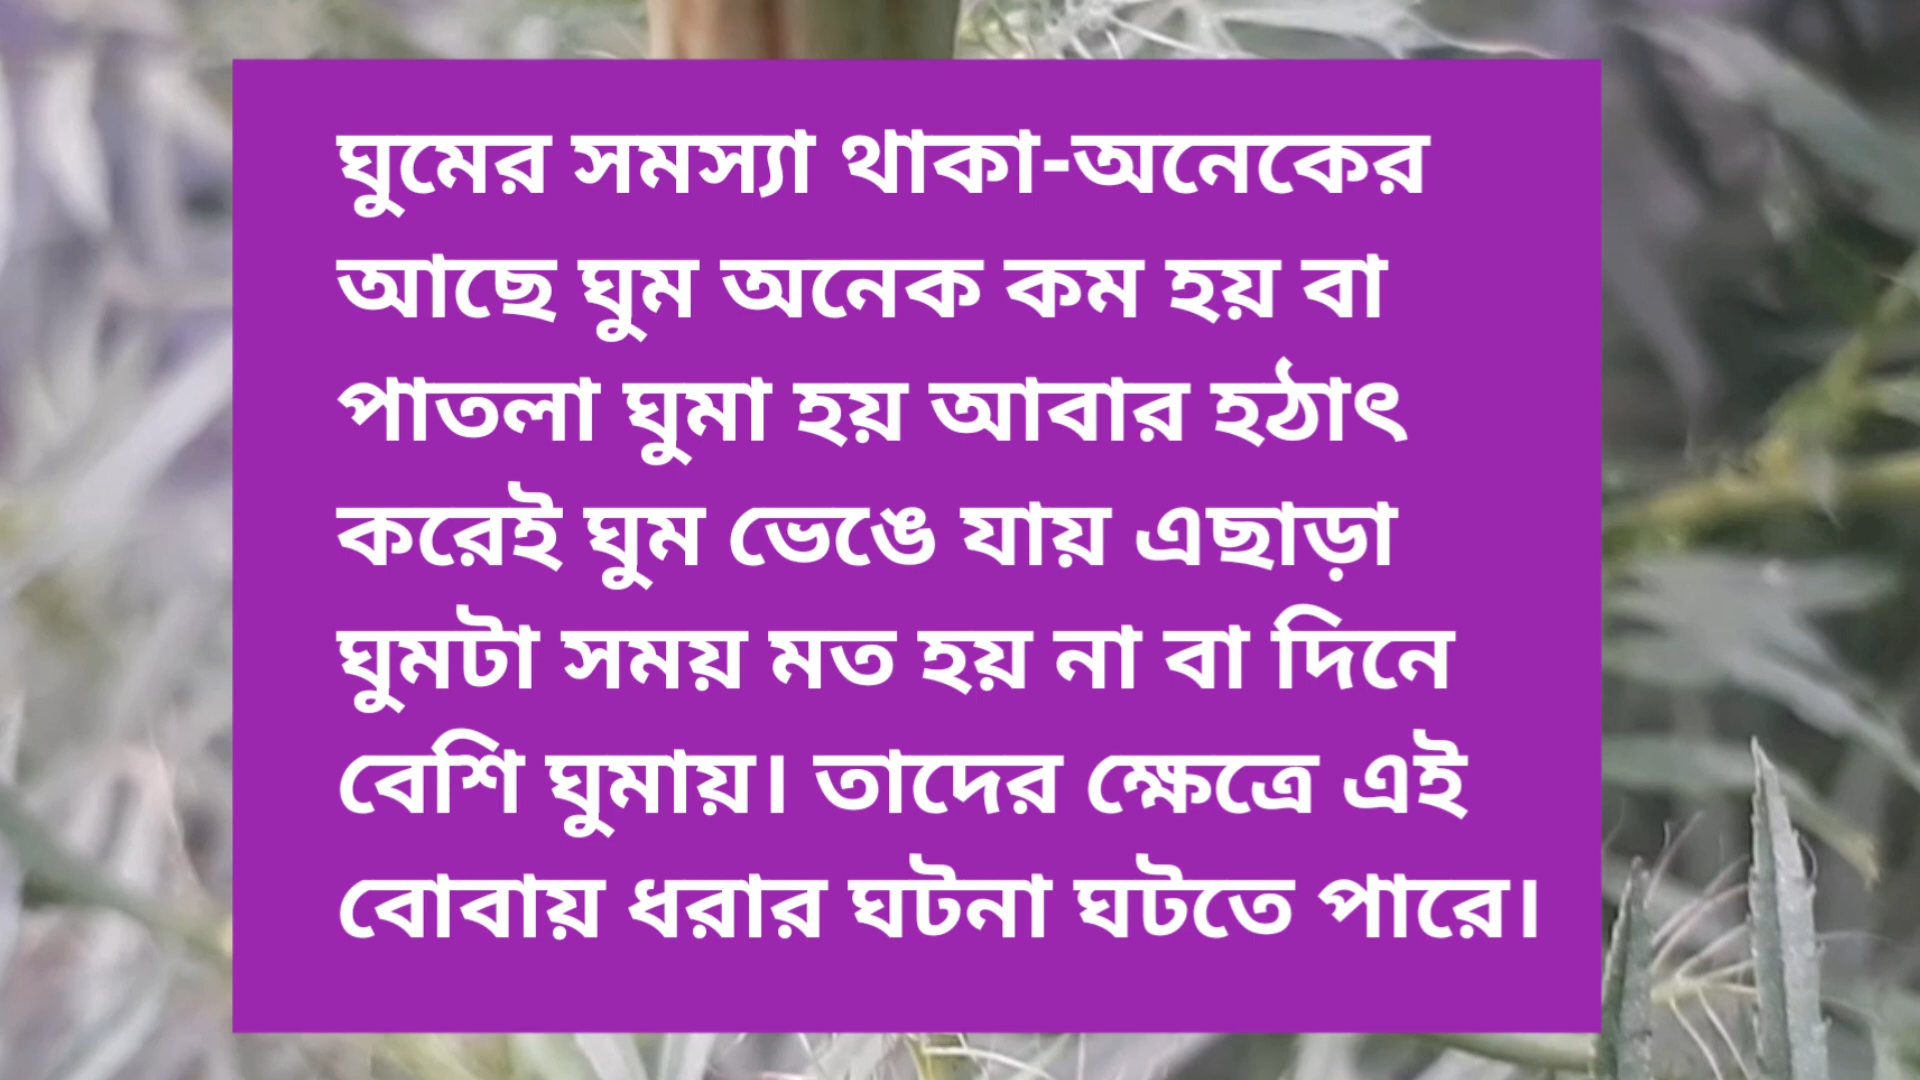 ঘুমের সমস্যা থাকা-অনেকের
আছে ঘুম অনেক কম হয় বা
পাতলা ঘুমা হয় আবার হঠাৎ
করেই ঘুম ভেঙে যায় এছাড়া
ঘুমটা সময় মত হয় না বা দিনে
বেশি ঘুমায়। তাদের ক্ষেত্রে এই
বোবায় ধরার ঘটনা ঘটতে পারে।